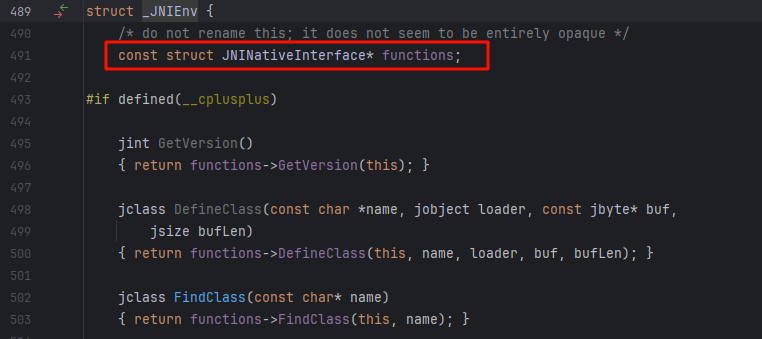 489 struct _JNIEnv {
490 /* do not rename this; it does not seem to be entirely opaque */
491 const struct JNINativeInterface* functions;
492
493 #if defined(__cplusplus)
494
495 jint GetVersion()
496 { return functions->GetVersion(this); }
497
498 jclass DefineClass(const char *name, jobject loader, const jbyte* buf,
499 jsize bufLen)
500 { return functions->DefineClass(this, name, loader, buf, bufLen); }
501
502 jclass FindClass(const char* name)
503 { return functions->FindClass(this, name); }